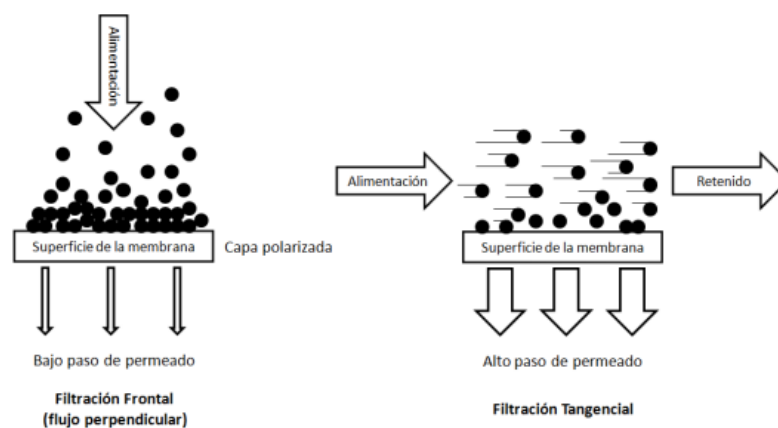 Alimentación
Superficie de la membrana
Capa polarizada
Bajo paso de permeado
Filtración Frontal
(flujo perpendicular)
Alimentación
Retenido
Superficie de la membrana
Alto paso de permeado
Filtración Tangencial